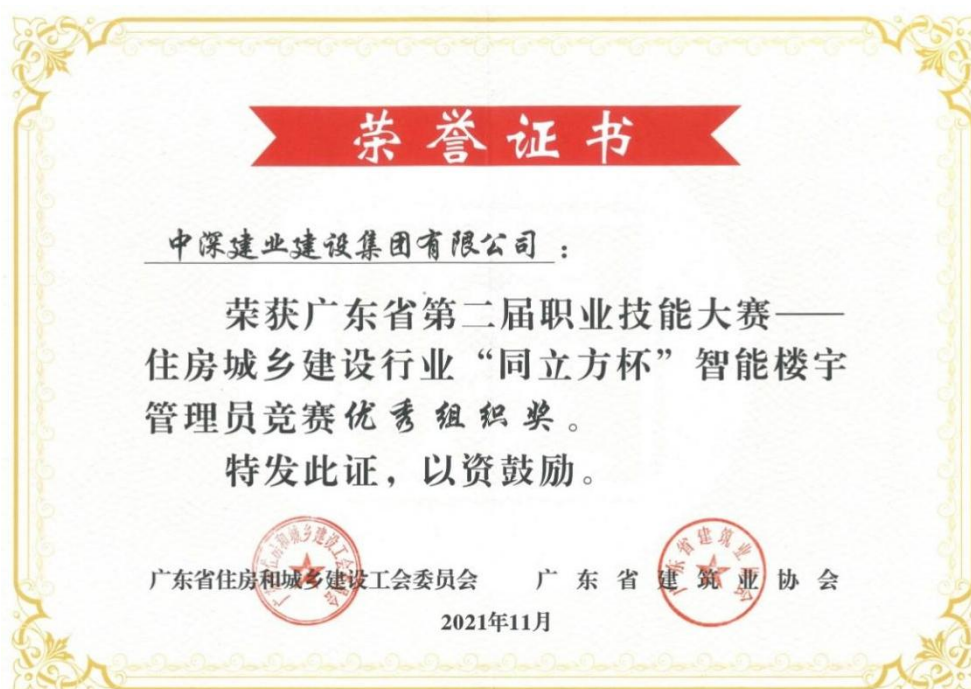 荣誉证书
中深建业建设集团有限公司：
荣获广东省第二届职业技能大赛——
住房城乡建设行业“同立方杯”智能楼宇
管理员竞赛优秀组织奖。
特发此证，以资鼓励。
广东省住房和城乡建设工会委员会 广东省建筑业协会
2021年11月